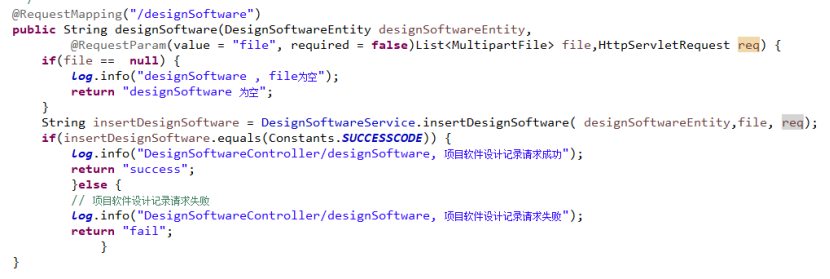 @RequestMapping("/designSoftware")
public String designSoftware(DesignSoftwareEntity designSoftwareEntity,
@RequestParam(value = "file", required = false)List<MultipartFile> file,HttpServletRequest req) {
if(file ==  null) {
log.info("designSoftware , file为空");
return "designSoftware 为空";
}
String insertDesignSoftware = DesignSoftwareService.insertDesignSoftware( designSoftwareEntity,file, req);
if(insertDesignSoftware.equals(Constants.SUCCESSCODE)) {
log.info("DesignSoftwareController/designSoftware, 项目软件设计记录请求成功");
return "success";
}else {
// 项目软件设计记录请求失败
log.info("DesignSoftwareController/designSoftware, 项目软件设计记录请求失败");
return "fail";
}
}